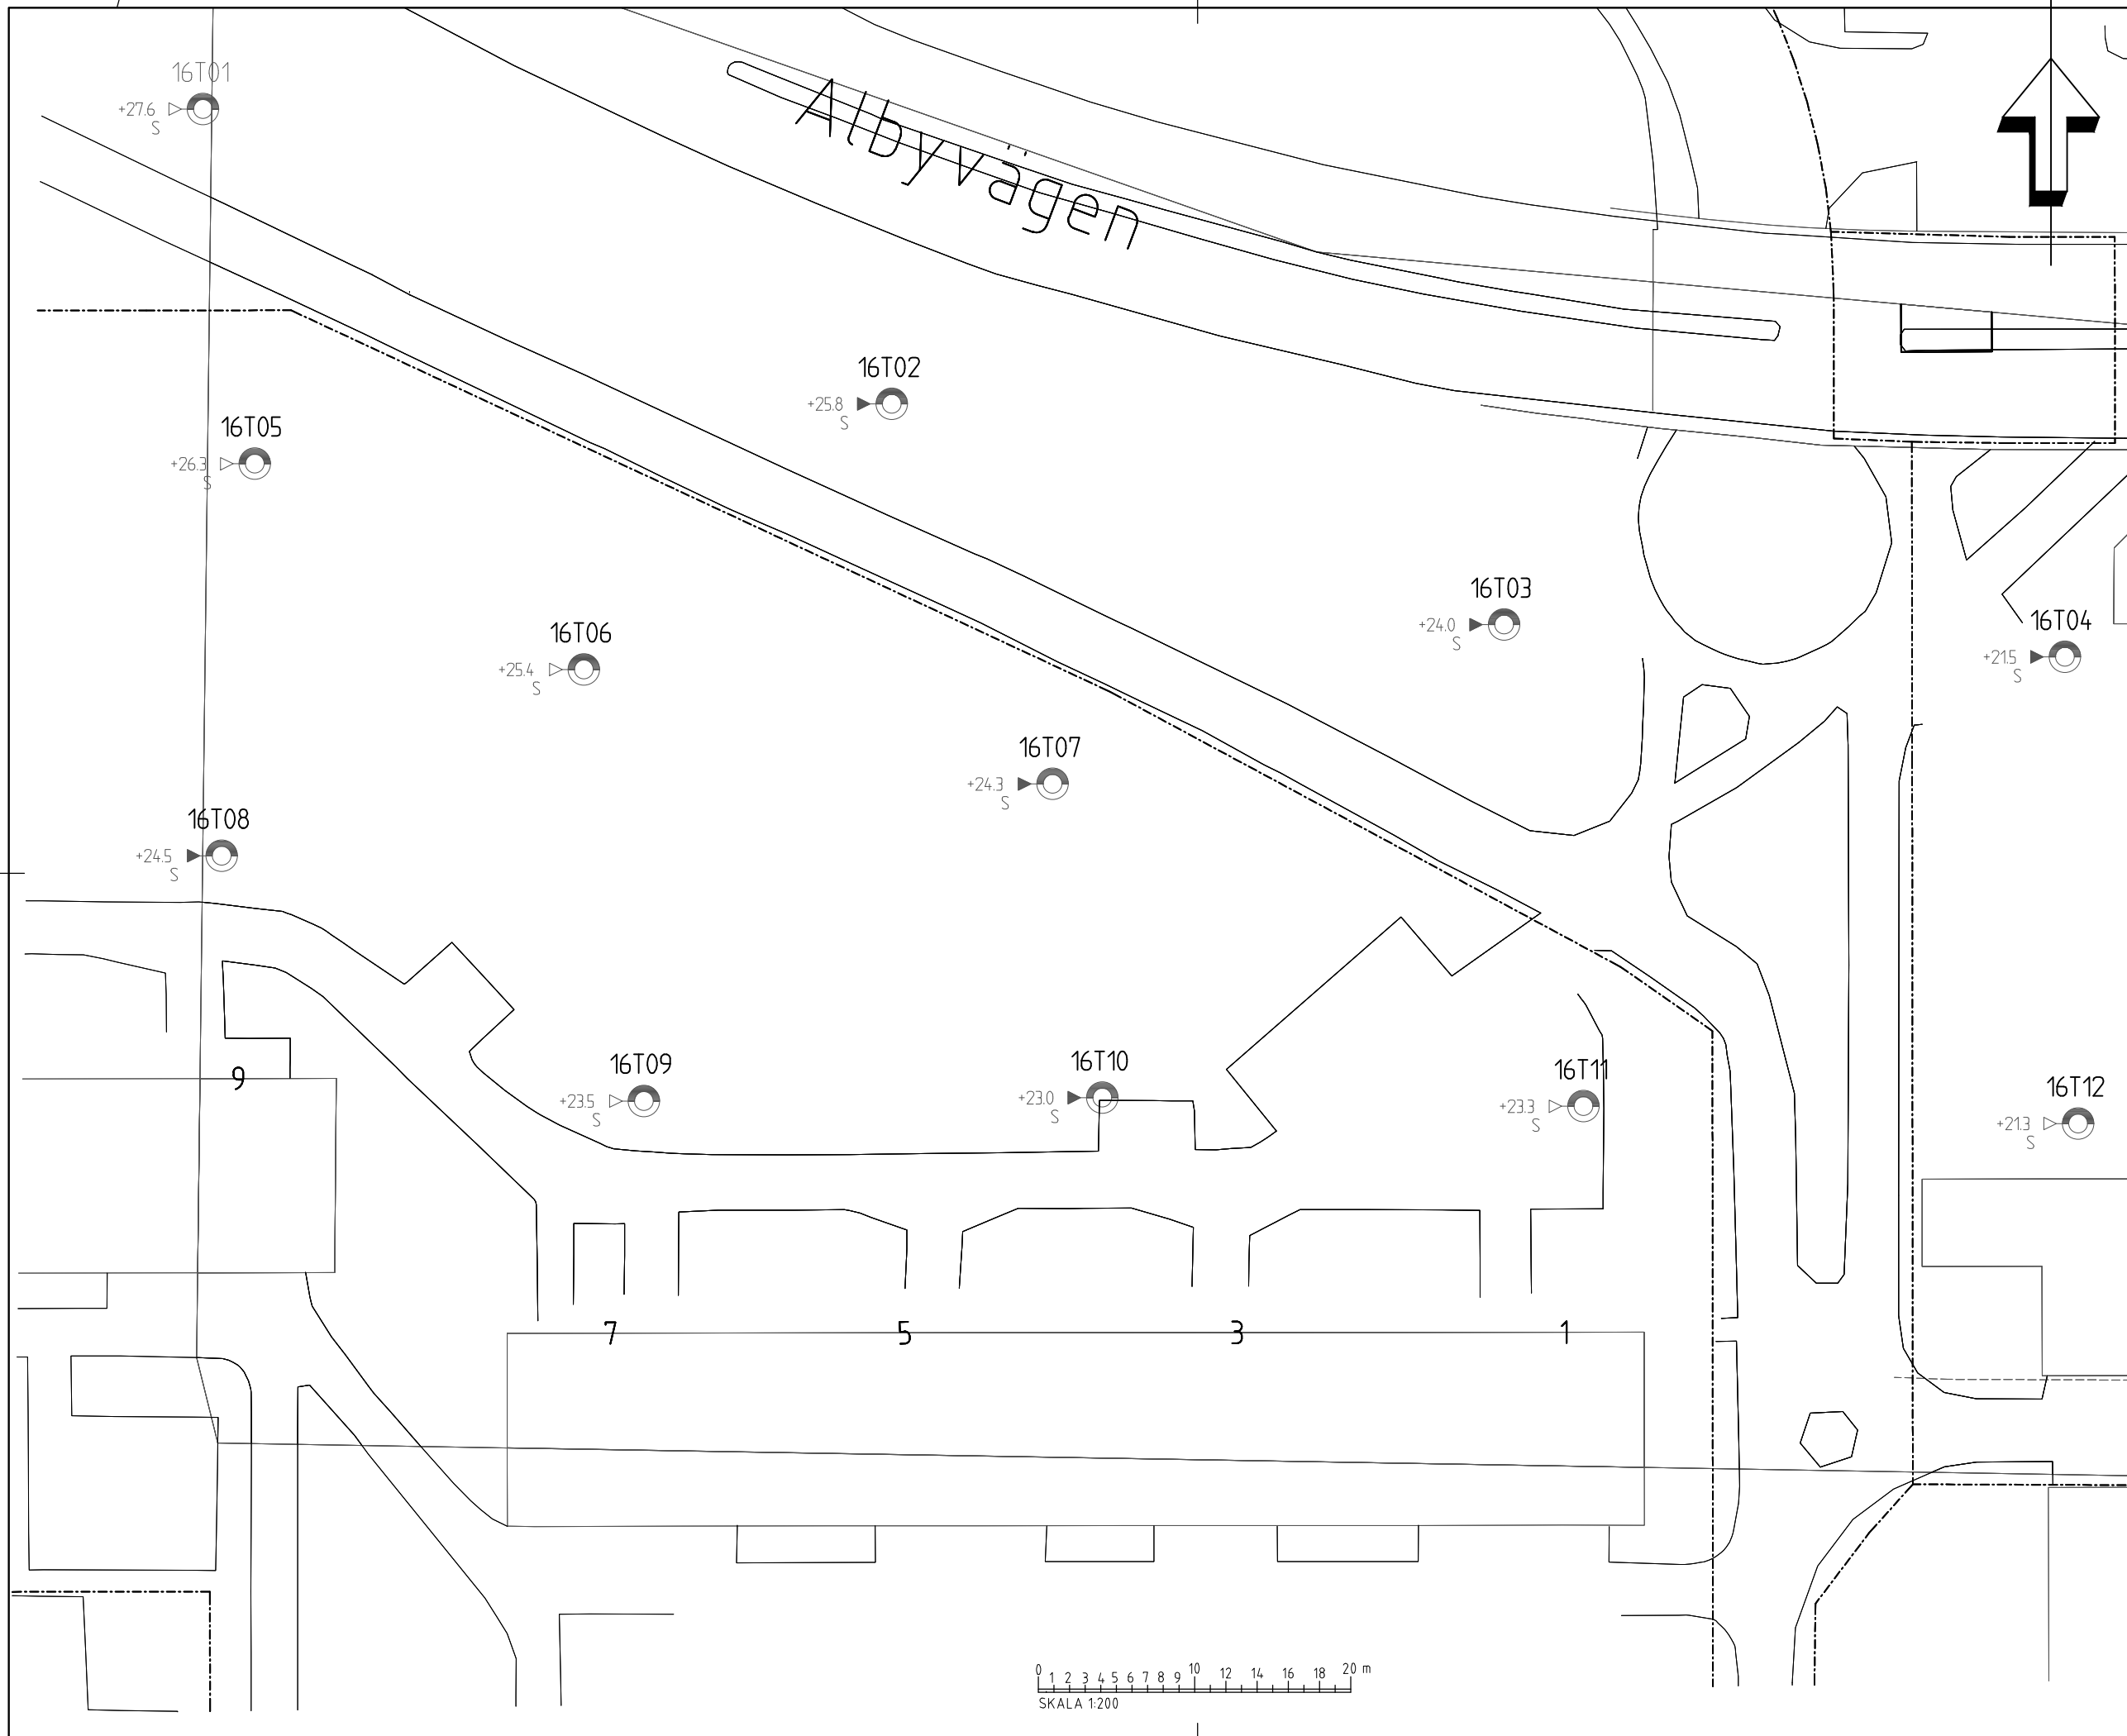 16T01
+27.6
S
Albyvägen
16T02
+25.8
S
16T05
+26.3
S
16T03
+24.0
S
16T04
+21.5
S
16T06
+25.4
S
16T07
+24.3
S
16T08
+24.5
S
9
16T09
+23.5
S
16T10
+23.0
S
16T11
+23.3
S
16T12
+21.3
S
7 5 3 1
0 1 2 3 4 5 6 7 8 9 10 12 14 16 18 20 m
SKALA 1:200